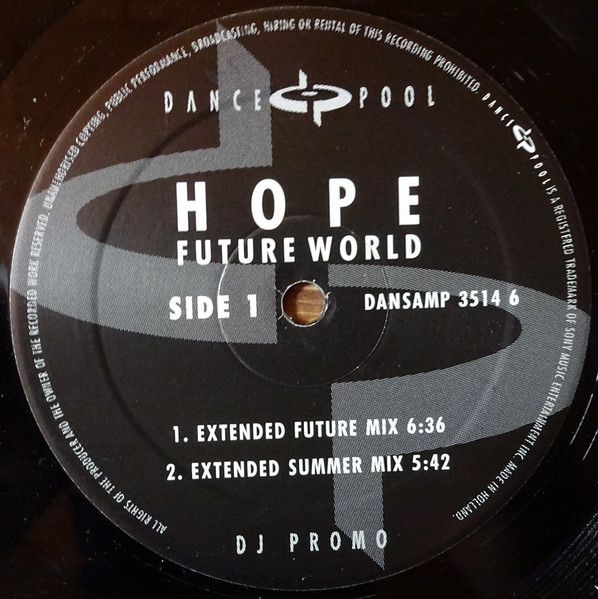 ALL RIGHTS OF THE PRODUCER AND THE OWNER OF THE RECORDED WORK RESERVED. UNAUTHORISED COPYING, PUBLIC PERFORMANCE, BROADCASTING, HIRING OR RENTAL OF THIS RECORDING PROHIBITED. DANCE POOL IS A REGISTERED TRADEMARK OF SONY MUSIC ENTERTAINMENT INC. MADE IN HOLLAND.
DANCE POOL
HOPE
FUTURE WORLD
SIDE 1 DANSAMP 3514 6
1. EXTENDED FUTURE MIX 6:36
2. EXTENDED SUMMER MIX 5:42
DJ PROMO